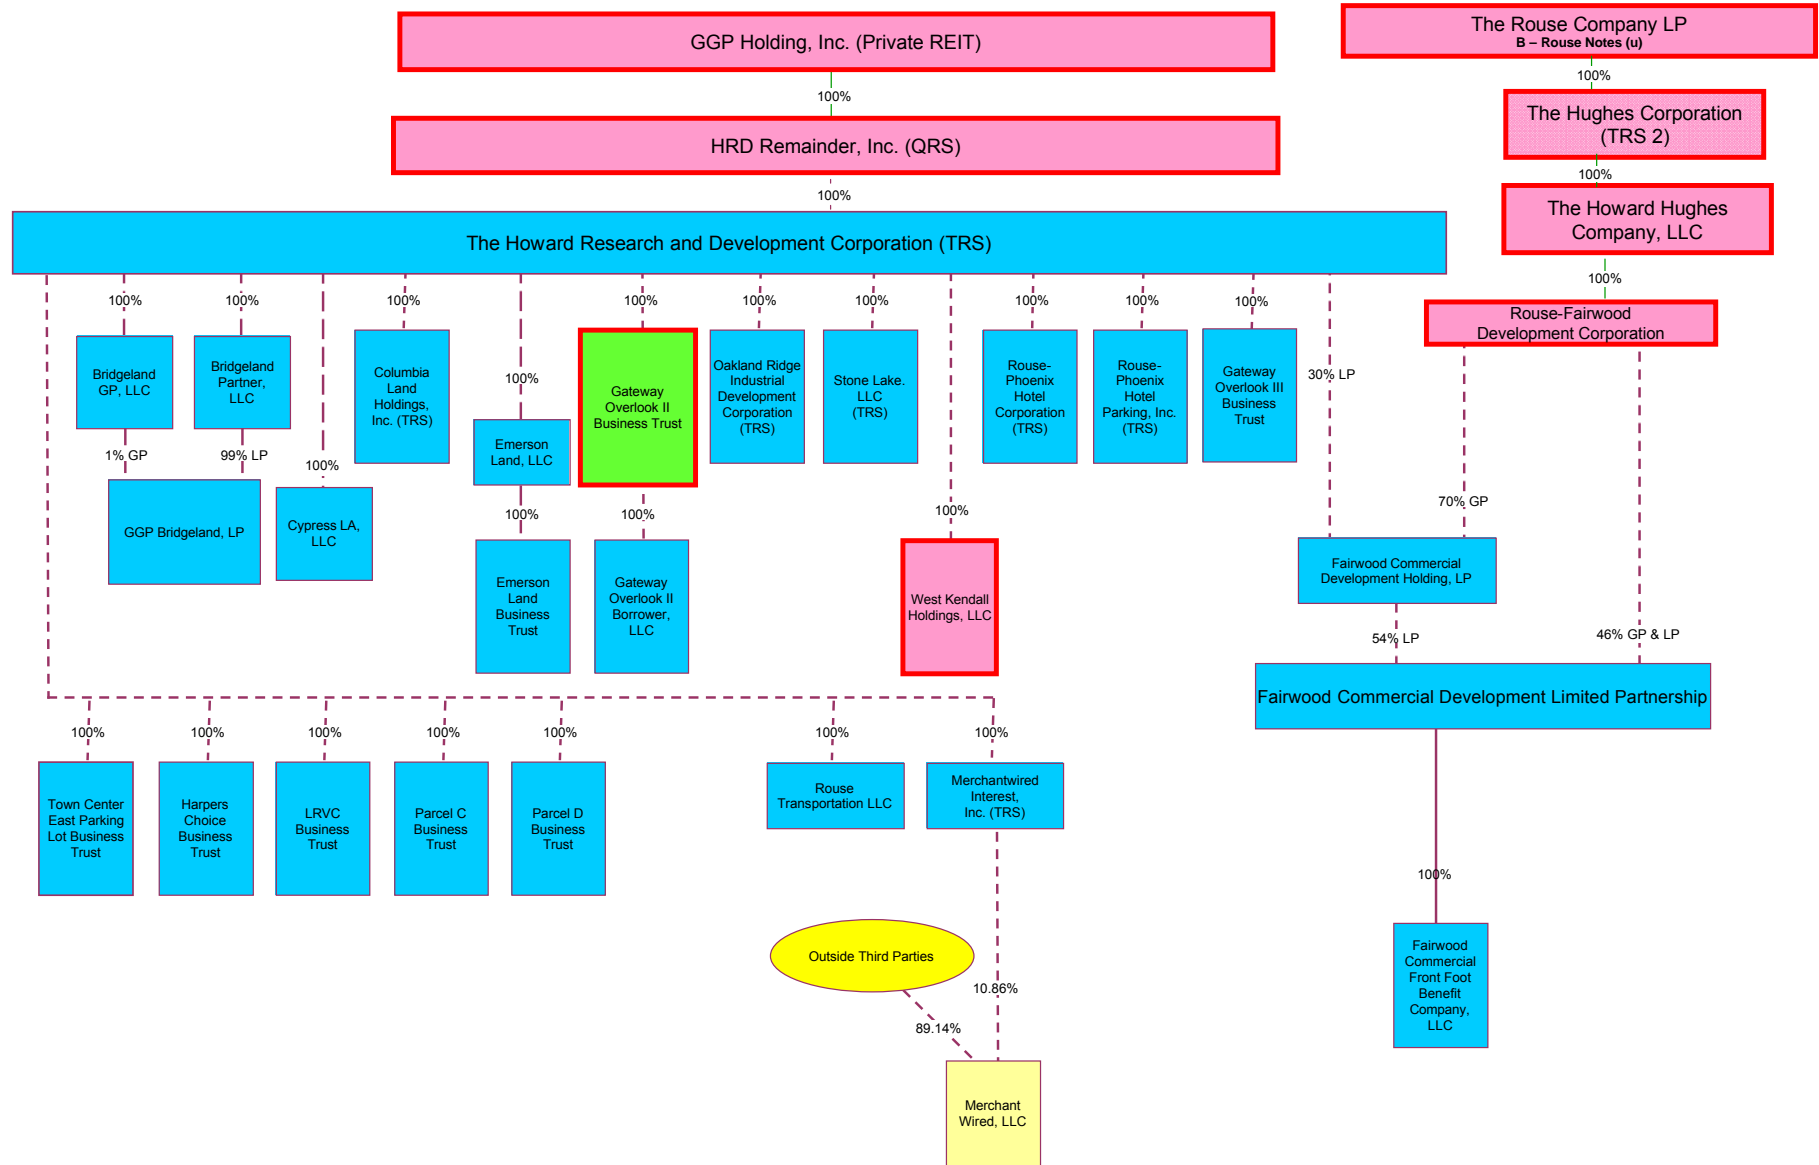 GGP Holding, Inc. (Private REIT)
The Rouse Company LP
B – Rouse Notes (u)
100%
100%
The Hughes Corporation
(TRS 2)
HRD Remainder, Inc. (QRS)
100%
100%
The Howard Hughes
Company, LLC
The Howard Research and Development Corporation (TRS)
100%
100%
100%
100%
100%
100%
100%
100%
100%
100%
Rouse-Fairwood
Development Corporation
Bridgeland
GP, LLC
Bridgeland
Partner,
LLC
Columbia
Land
Holdings,
Inc. (TRS)
100%
Gateway
Overlook II
Business Trust
Oakland Ridge
Industrial
Development
Corporation
(TRS)
Stone Lake.
LLC
(TRS)
Rouse-
Phoenix
Hotel
Corporation
(TRS)
Rouse-
Phoenix
Hotel
Parking, Inc.
(TRS)
Gateway
Overlook III
Business
Trust
30% LP
Emerson
Land, LLC
1% GP
99% LP
100%
70% GP
100%
100%
100%
GGP Bridgeland, LP
Cypress LA,
LLC
Emerson
Land
Business
Trust
Gateway
Overlook II
Borrower,
LLC
West Kendall
Holdings, LLC
Fairwood Commercial
Development Holding, LP
54% LP
46% GP & LP
Fairwood Commercial Development Limited Partnership
100%
100%
100%
100%
100%
100%
100%
Town Center
East Parking
Lot Business
Trust
Harpers
Choice
Business
Trust
LRVC
Business
Trust
Parcel C
Business
Trust
Parcel D
Business
Trust
Rouse
Transportation LLC
Merchantwired
Interest,
Inc. (TRS)
100%
Outside Third Parties
10.86%
89.14%
Fairwood
Commercial
Front Foot
Benefit
Company,
LLC
Merchant
Wired, LLC